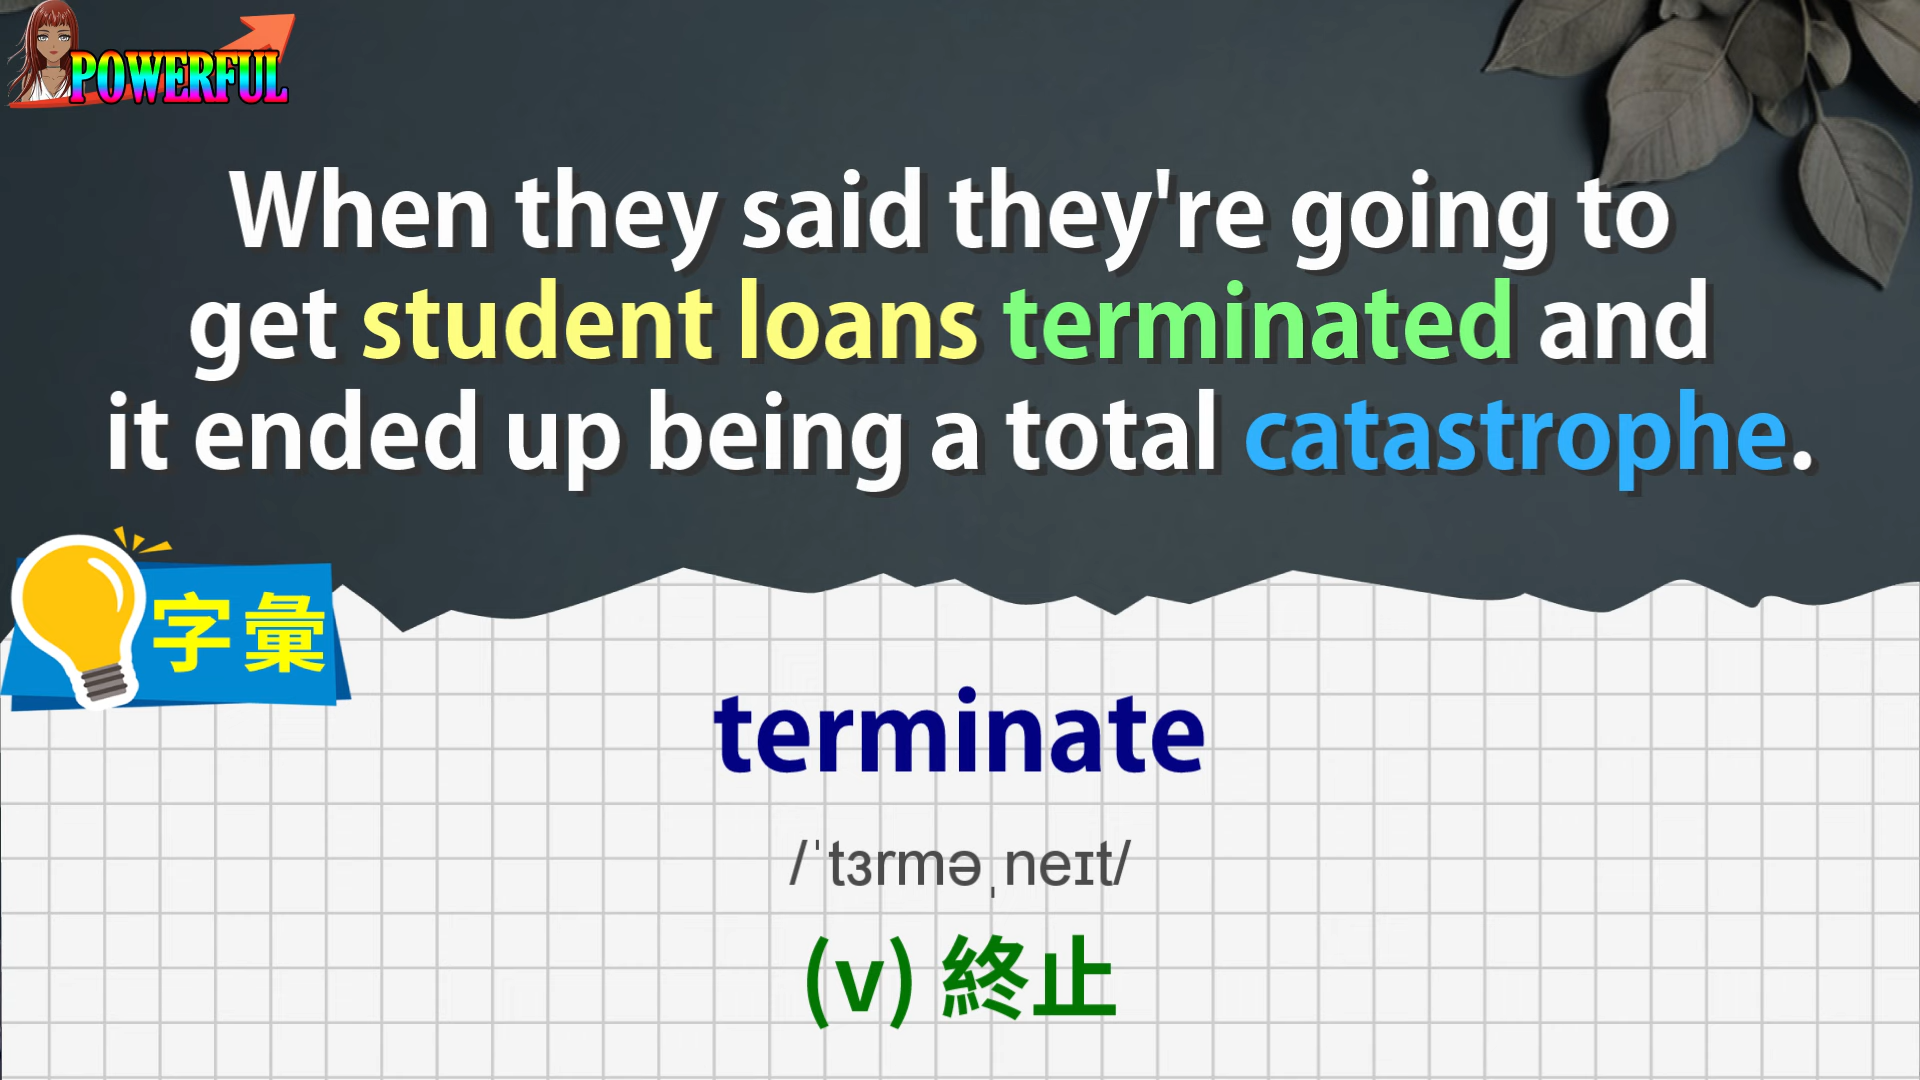 POWERFUL
When they said they're going to
get student loans terminated and
it ended up being a total catastrophe.
字彙
terminate
/ˈtɜrməˌneɪt/
(v) 終止